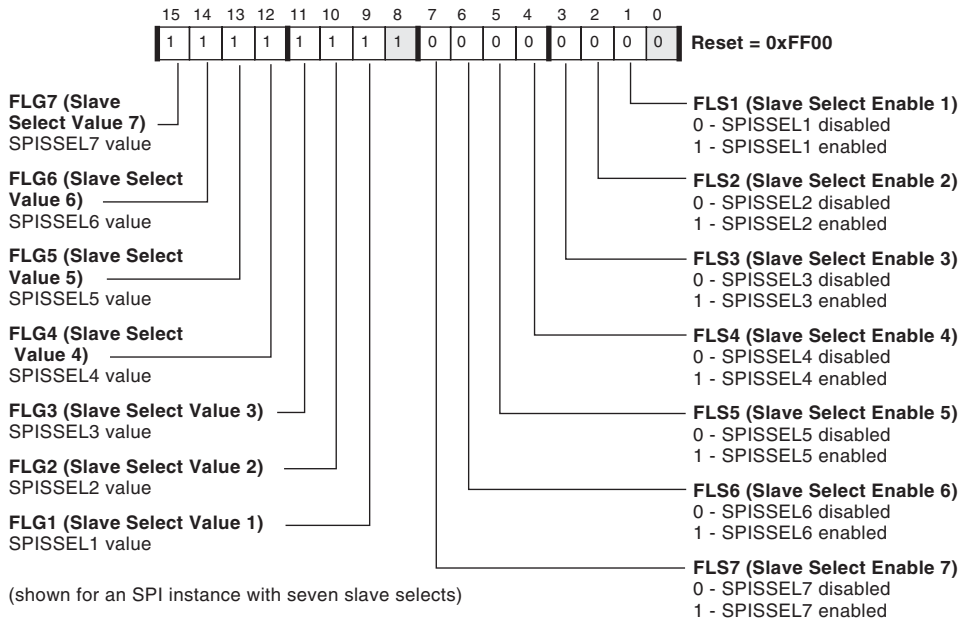 15 14 13 12 11 10 9 8 7 6 5 4 3 2 1 0
1 1 1 1 1 1 1 1 0 0 0 0 0 0 0 0 Reset = 0xFF00
FLG7 (Slave
Select Value 7)
SPISSEL7 value
FLG6 (Slave Select
Value 6)
SPISSEL6 value
FLG5 (Slave Select
Value 5)
SPISSEL5 value
FLG4 (Slave Select
Value 4)
SPISSEL4 value
FLG3 (Slave Select Value 3)
SPISSEL3 value
FLG2 (Slave Select Value 2)
SPISSEL2 value
FLG1 (Slave Select Value 1)
SPISSEL1 value
(shown for an SPI instance with seven slave selects)
FLS1 (Slave Select Enable 1)
0 - SPISSEL1 disabled
1 - SPISSEL1 enabled
FLS2 (Slave Select Enable 2)
0 - SPISSEL2 disabled
1 - SPISSEL2 enabled
FLS3 (Slave Select Enable 3)
0 - SPISSEL3 disabled
1 - SPISSEL3 enabled
FLS4 (Slave Select Enable 4)
0 - SPISSEL4 disabled
1 - SPISSEL4 enabled
FLS5 (Slave Select Enable 5)
0 - SPISSEL5 disabled
1 - SPISSEL5 enabled
FLS6 (Slave Select Enable 6)
0 - SPISSEL6 disabled
1 - SPISSEL6 enabled
FLS7 (Slave Select Enable 7)
0 - SPISSEL7 disabled
1 - SPISSEL7 enabled